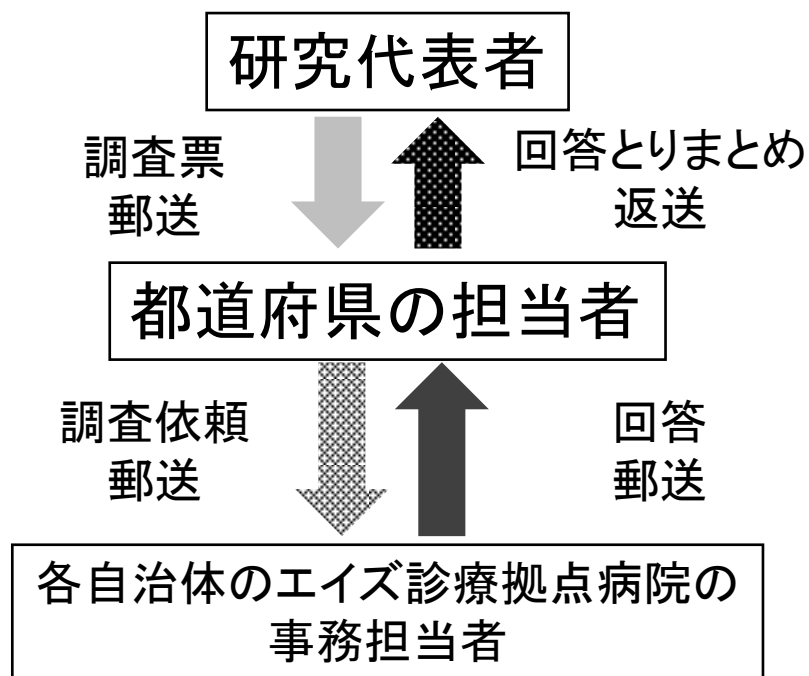 研究代表者
調査票
郵送
回答とりまとめ
返送
都道府県の担当者
調査依頼
郵送
回答
郵送
各自治体のエイズ診療拠点病院の
事務担当者